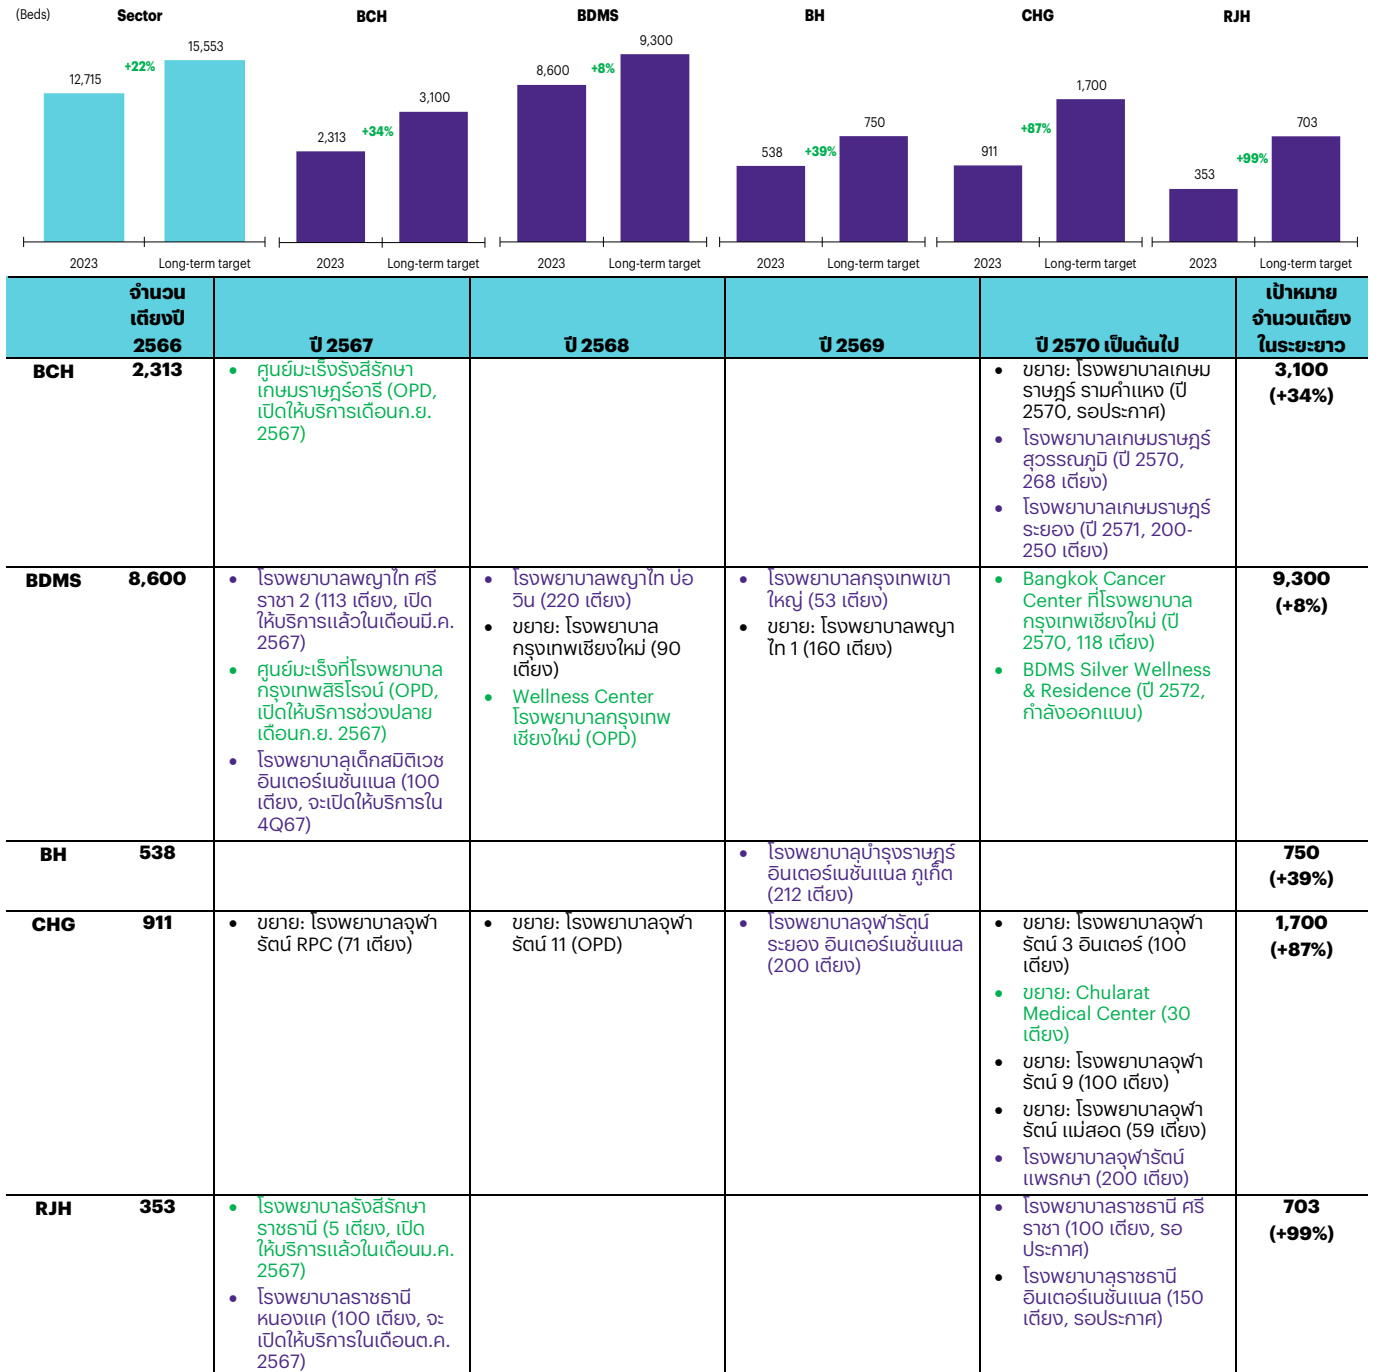 (Beds)
Sector
BCH
BDMS
BH
CHG
RJH
12,715
+22%
15,553
2,313
+34%
3,100
8,600
+8%
9,300
538
+39%
750
911
+87%
1,700
353
+99%
703
2023
Long-term target
2023
Long-term target
2023
Long-term target
2023
Long-term target
2023
Long-term target
2023
Long-term target
จำนวน
เตียงปี
2566
ปี 2567
ปี 2568
ปี 2569
ปี 2570 เป็นต้นไป
เป้าหมาย
จำนวนเตียง
ในระยะยาว
BCH
2,313
• ศูนย์มะเร็งรังสีรักษา
เกษมราษฎร์อารี (OPD,
เปิดให้บริการเดือนก.ย.
2567)
• ขยาย: โรงพยาบาลเกษม
ราษฎร์ รามคำแหง (ปี
2570, รอประกาศ)
• โรงพยาบาลเกษมราษฎร์
สุวรรณภูมิ (ปี 2570,
268 เตียง)
• โรงพยาบาลเกษมราษฎร์
ระยอง (ปี 2571, 200-
250 เตียง)
3,100
(+34%)
BDMS
8,600
• โรงพยาบาลพญาไท ศรี
ราชา 2 (113 เตียง, เปิด
ให้บริการแล้วในเดือนมี.ค.
2567)
• ศูนย์มะเร็งที่โรงพยาบาล
กรุงเทพสิริโรจน์ (OPD,
เปิดให้บริการช่วงปลาย
เดือนก.ย. 2567)
• โรงพยาบาลเด็กสมิติเวช
อินเตอร์เนชั่นแนล (100
เตียง, จะเปิดให้บริการใน
4Q67)
• โรงพยาบาลพญาไท บ่อ
วิน (220 เตียง)
• ขยาย: โรงพยาบาล
กรุงเทพเชียงใหม่ (90
เตียง)
• Wellness Center
โรงพยาบาลกรุงเทพ
เชียงใหม่ (OPD)
• โรงพยาบาลกรุงเทพเขา
ใหญ่ (53 เตียง)
• ขยาย: โรงพยาบาลพญา
ไท 1 (160 เตียง)
• Bangkok Cancer
Center ที่โรงพยาบาล
กรุงเทพเชียงใหม่ (ปี
2570, 118 เตียง)
• BDMS Silver Wellness
& Residence (ปี 2572,
กำลังออกแบบ)
9,300
(+8%)
BH
538
• โรงพยาบาลบำรุงราษฎร์
อินเตอร์เนชั่นแนล ภูเก็ต
(212 เตียง)
750
(+39%)
CHG
911
• ขยาย: โรงพยาบาลจุฬา
รัตน์ RPC (71 เตียง)
• ขยาย: โรงพยาบาลจุฬา
รัตน์ 11 (OPD)
• โรงพยาบาลจุฬารัตน์
ระยอง อินเตอร์เนชั่นแนล
(200 เตียง)
• ขยาย: โรงพยาบาลจุฬา
รัตน์ 3 อินเตอร์ (100
เตียง)
• ขยาย: Chularat
Medical Center (30
เตียง)
• ขยาย: โรงพยาบาลจุฬา
รัตน์ 9 (100 เตียง)
• ขยาย: โรงพยาบาลจุฬา
รัตน์ แม่สอด (59 เตียง)
• โรงพยาบาลจุฬารัตน์
แพรกษา (200 เตียง)
1,700
(+87%)
RJH
353
• โรงพยาบาลรังสีรักษา
ราชธานี (5 เตียง, เปิด
ให้บริการแล้วในเดือนม.ค.
2567)
• โรงพยาบาลราชธานี
หนองแค (100 เตียง, จะ
เปิดให้บริการในเดือนต.ค.
2567)
• โรงพยาบาลราชธานี ศรี
ราชา (100 เตียง, รอ
ประกาศ)
• โรงพยาบาลราชธานี
อินเตอร์เนชั่นแนล (150
เตียง, รอประกาศ)
703
(+99%)